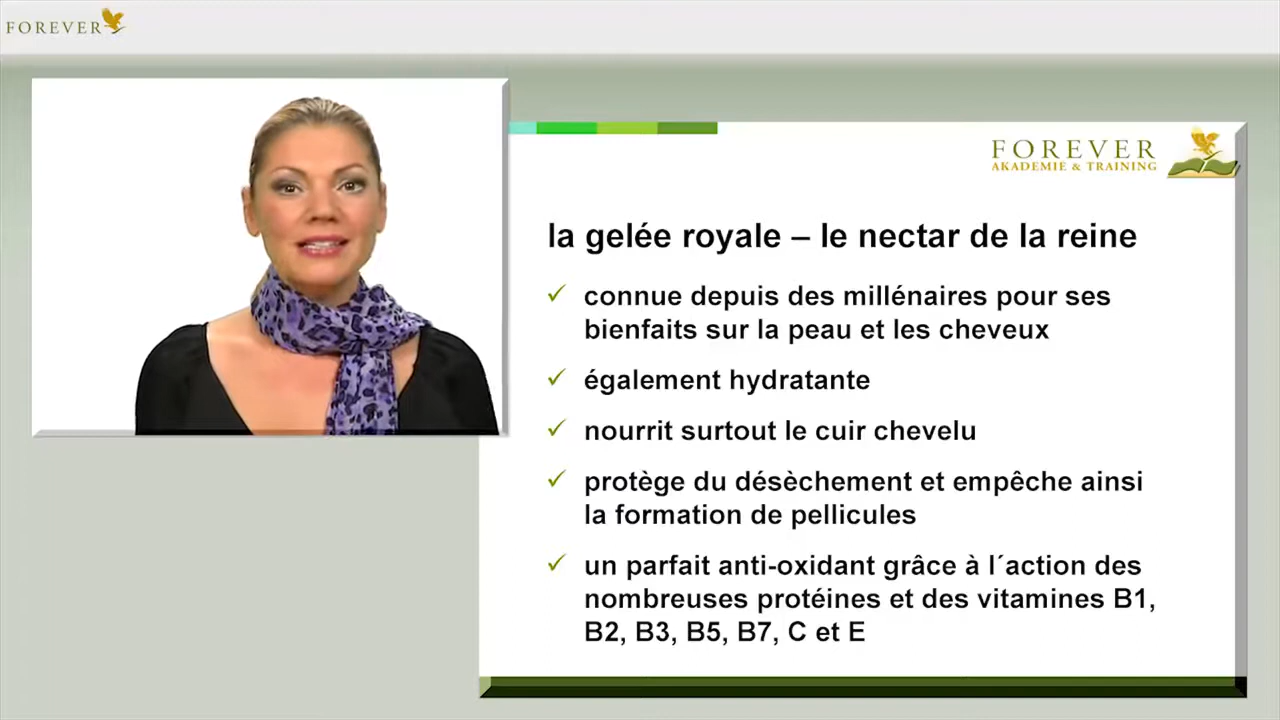 FOREVER
FOREVER
AKADEMIE & TRAINING
la gelée royale – le nectar de la reine
connue depuis des millénaires pour ses
bienfaits sur la peau et les cheveux
également hydratante
nourrit surtout le cuir chevelu
protège du désèchement et empêche ainsi
la formation de pellicules
un parfait anti-oxidant grâce à l´action des
nombreuses protéines et des vitamines B1,
B2, B3, B5, B7, C et E